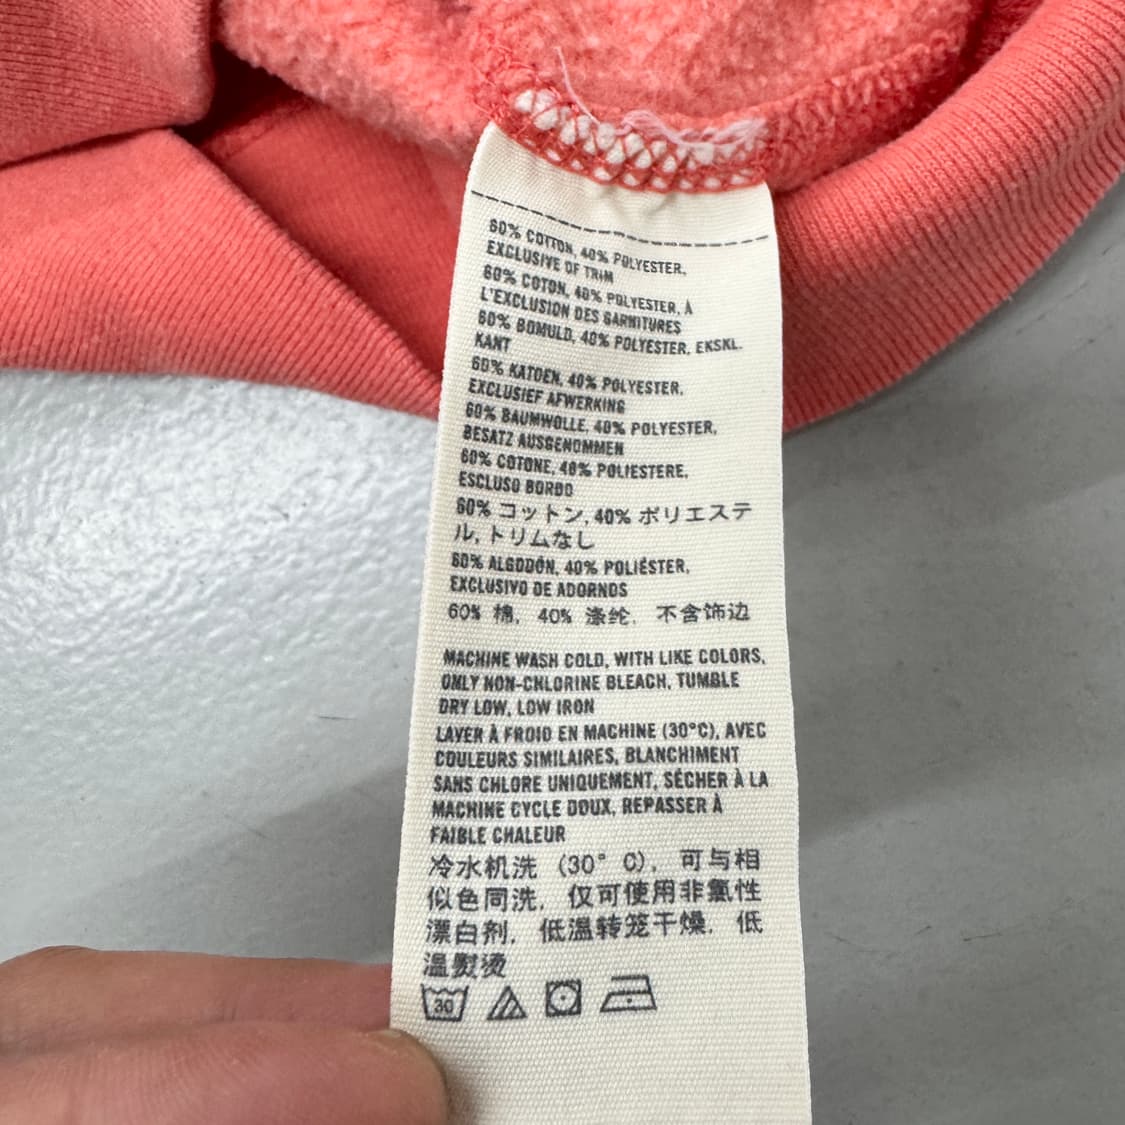 60% COTTON, 40% POLYESTER,
EXCLUSIVE OF TRIM
60% COTON, 40% POLYESTER, À
L'EXCLUSION DES GARNITURES
60% BOMULD, 40% POLYESTER, EKSKL.
KANT
60% KATOEN, 40% POLYESTER,
EXCLUSIEF AFWERKING
60% BAUMWOLLE, 40% POLYESTER,
BESATZ AUSGENOMMEN
60% COTONE, 40% POLIESTERE,
ESCLUSO BORDO
60% コットン, 40% ポリエステ
ル, トリムなし
60% ALGODÓN, 40% POLIÉSTER,
EXCLUSIVO DE ADORNOS
60% 棉, 40% 涤纶, 不含饰边
MACHINE WASH COLD, WITH LIKE COLORS,
ONLY NON-CHLORINE BLEACH, TUMBLE
DRY LOW, LOW IRON
LAVER À FROID EN MACHINE (30°C), AVEC
COULEURS SIMILAIRES, BLANCHIMENT
SANS CHLORE UNIQUEMENT, SÉCHER À LA
MACHINE CYCLE DOUX, REPASSER À
FAIBLE CHALEUR
冷水机洗 (30° C), 可与相
似色同洗, 仅可使用非氯性
漂白剂, 低温转笼干燥, 低
温熨烫
30